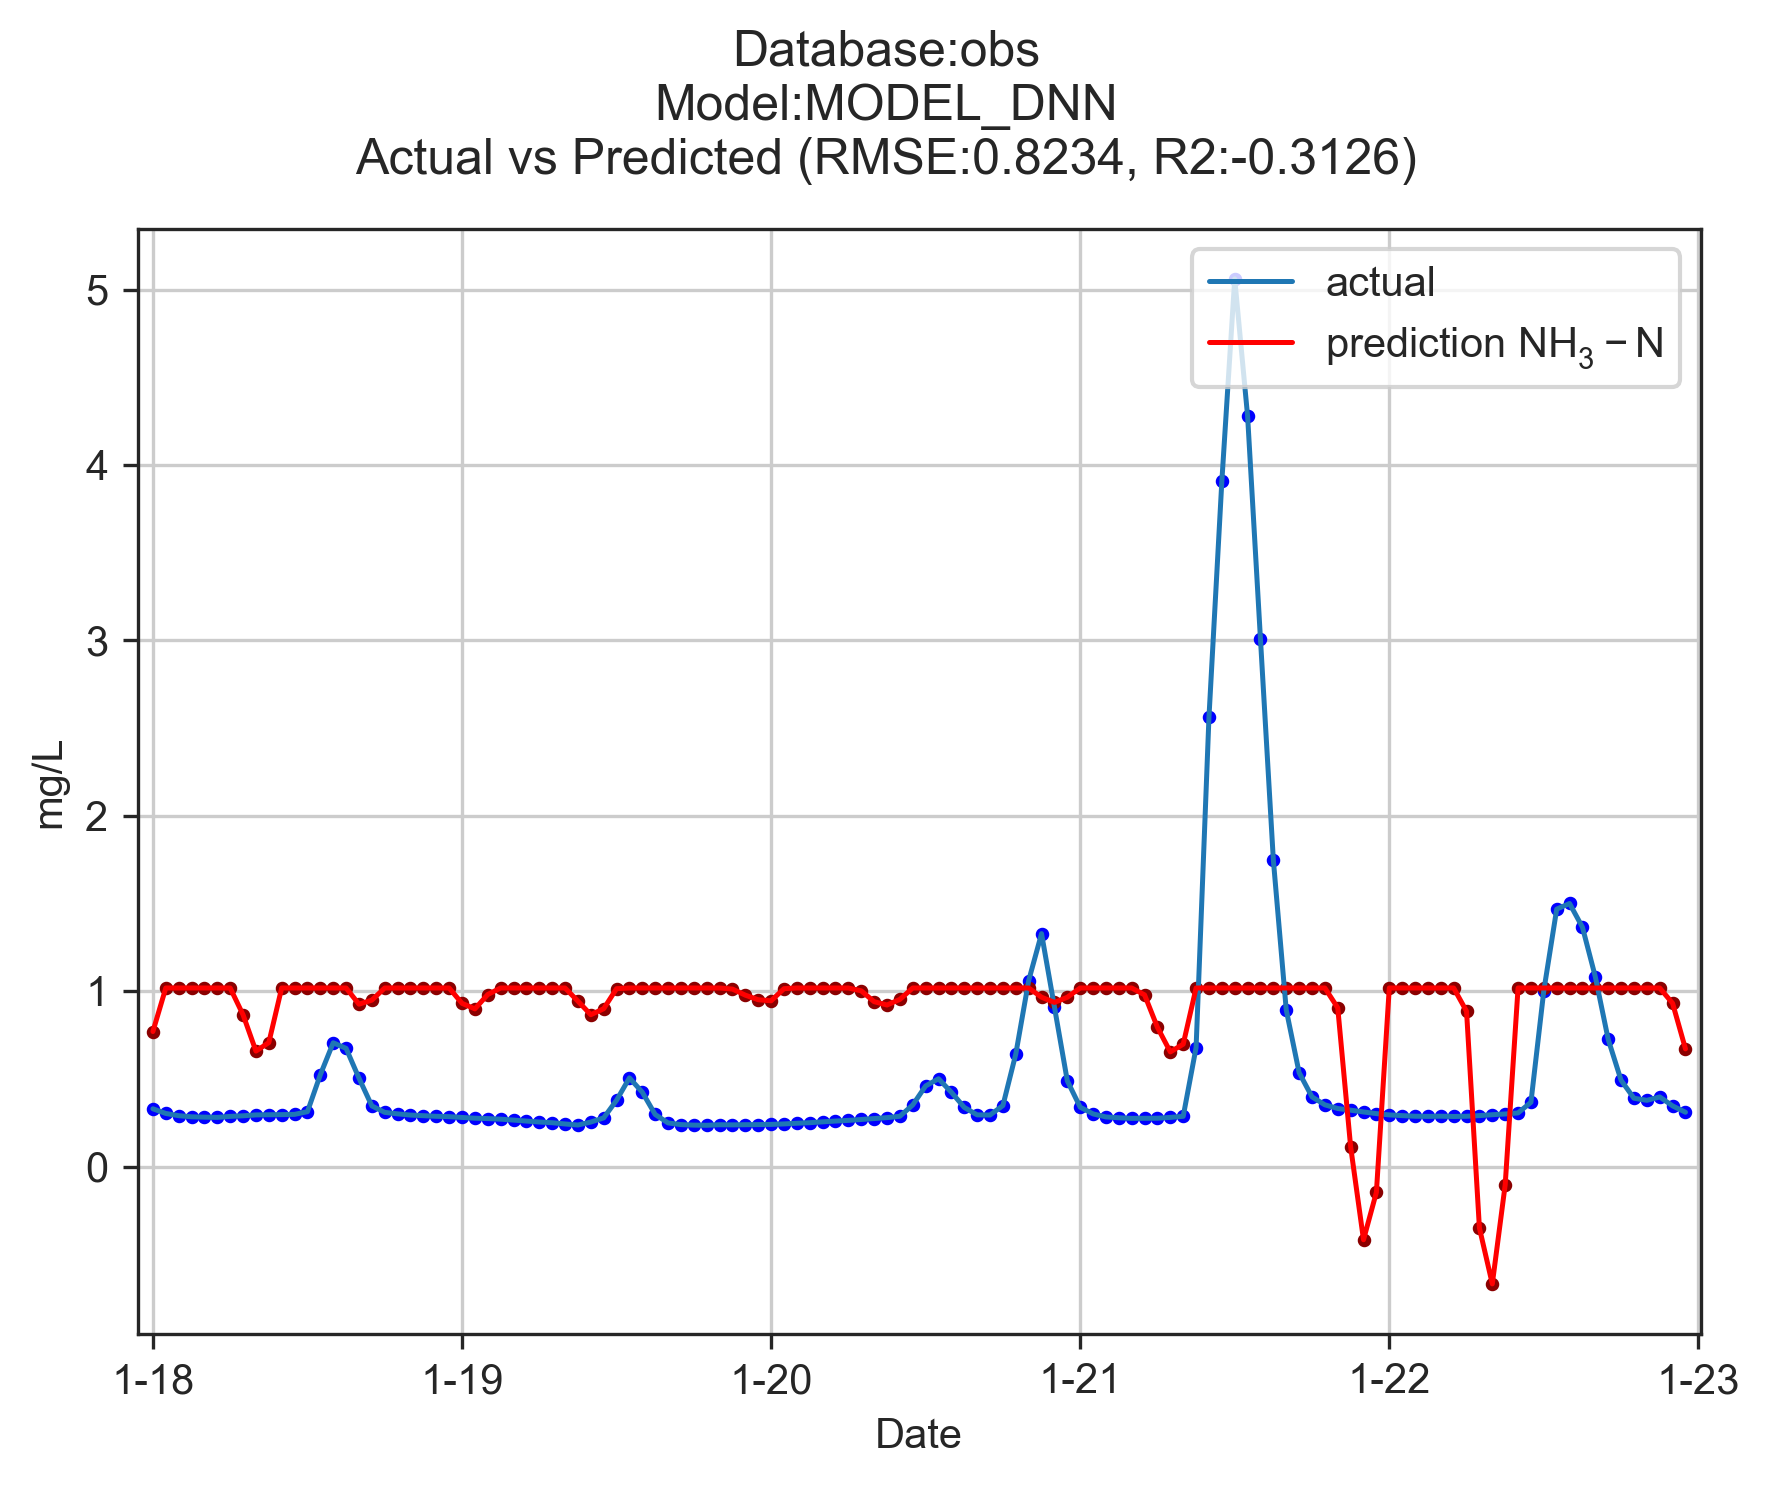 Database:obs
Model:MODEL_DNN
Actual vs Predicted (RMSE:0.8234, R2:-0.3126)
actual
prediction NH₃ − N
5
4
3
2
1
0
mg/L
1-18 1-19 1-20 1-21 1-22 1-23
Date